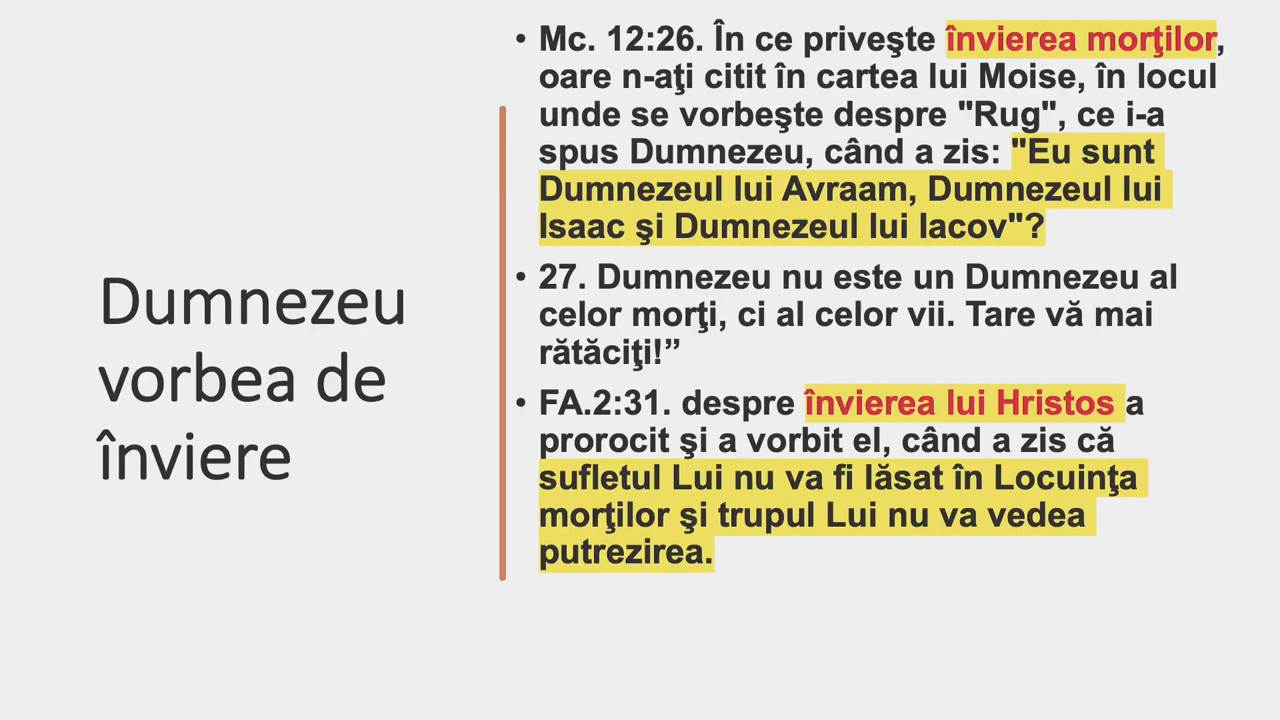 Dumnezeu
vorbea de
înviere
• Mc. 12:26. În ce priveşte învierea morţilor,
oare n-aţi citit în cartea lui Moise, în locul
unde se vorbeşte despre "Rug", ce i-a
spus Dumnezeu, când a zis: "Eu sunt
Dumnezeul lui Avraam, Dumnezeul lui
Isaac şi Dumnezeul lui Iacov"?
• 27. Dumnezeu nu este un Dumnezeu al
celor morţi, ci al celor vii. Tare vă mai
rătăciţi!”
• FA.2:31. despre învierea lui Hristos a
prorocit şi a vorbit el, când a zis că
sufletul Lui nu va fi lăsat în Locuinţa
morţilor şi trupul Lui nu va vedea
putrezirea.